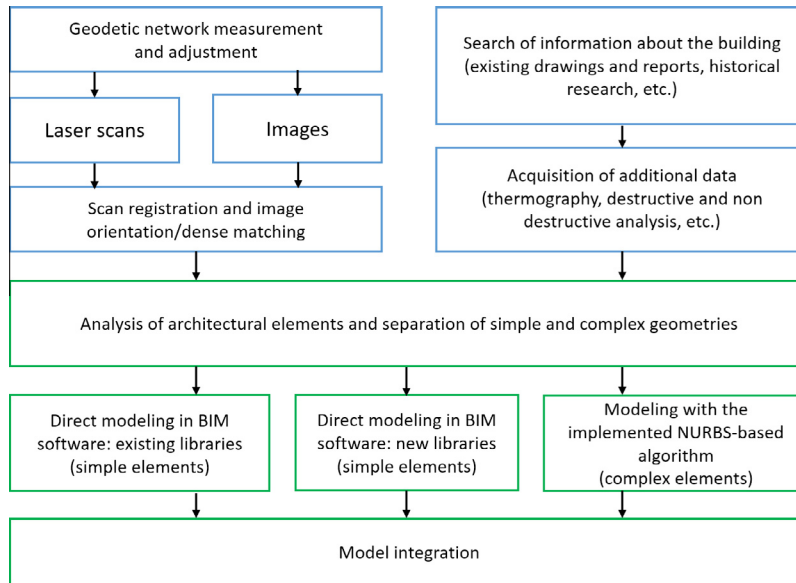 Geodetic network measurement
and adjustment
Search of information about the building
(existing drawings and reports, historical
research, etc.)
Laser scans
Images
Acquisition of additional data
(thermography, destructive and non
destructive analysis, etc.)
Scan registration and image
orientation/dense matching
Analysis of architectural elements and separation of simple and complex geometries
Direct modeling in BIM
software: existing libraries
(simple elements)
Direct modeling in BIM
software: new libraries
(simple elements)
Modeling with the
implemented NURBS-based
algorithm
(complex elements)
Model integration